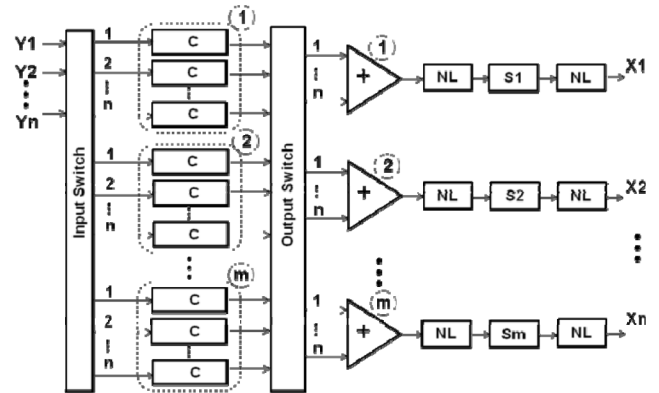 Y1
Y2
Yn
Input Switch
1
2
n
C
C
C
1
1
2
n
C
C
C
2
1
2
n
C
C
C
m
Output Switch
1
n
+
1
NL
S1
NL
X1
1
n
+
2
NL
S2
NL
X2
1
n
+
m
NL
Sm
NL
Xn